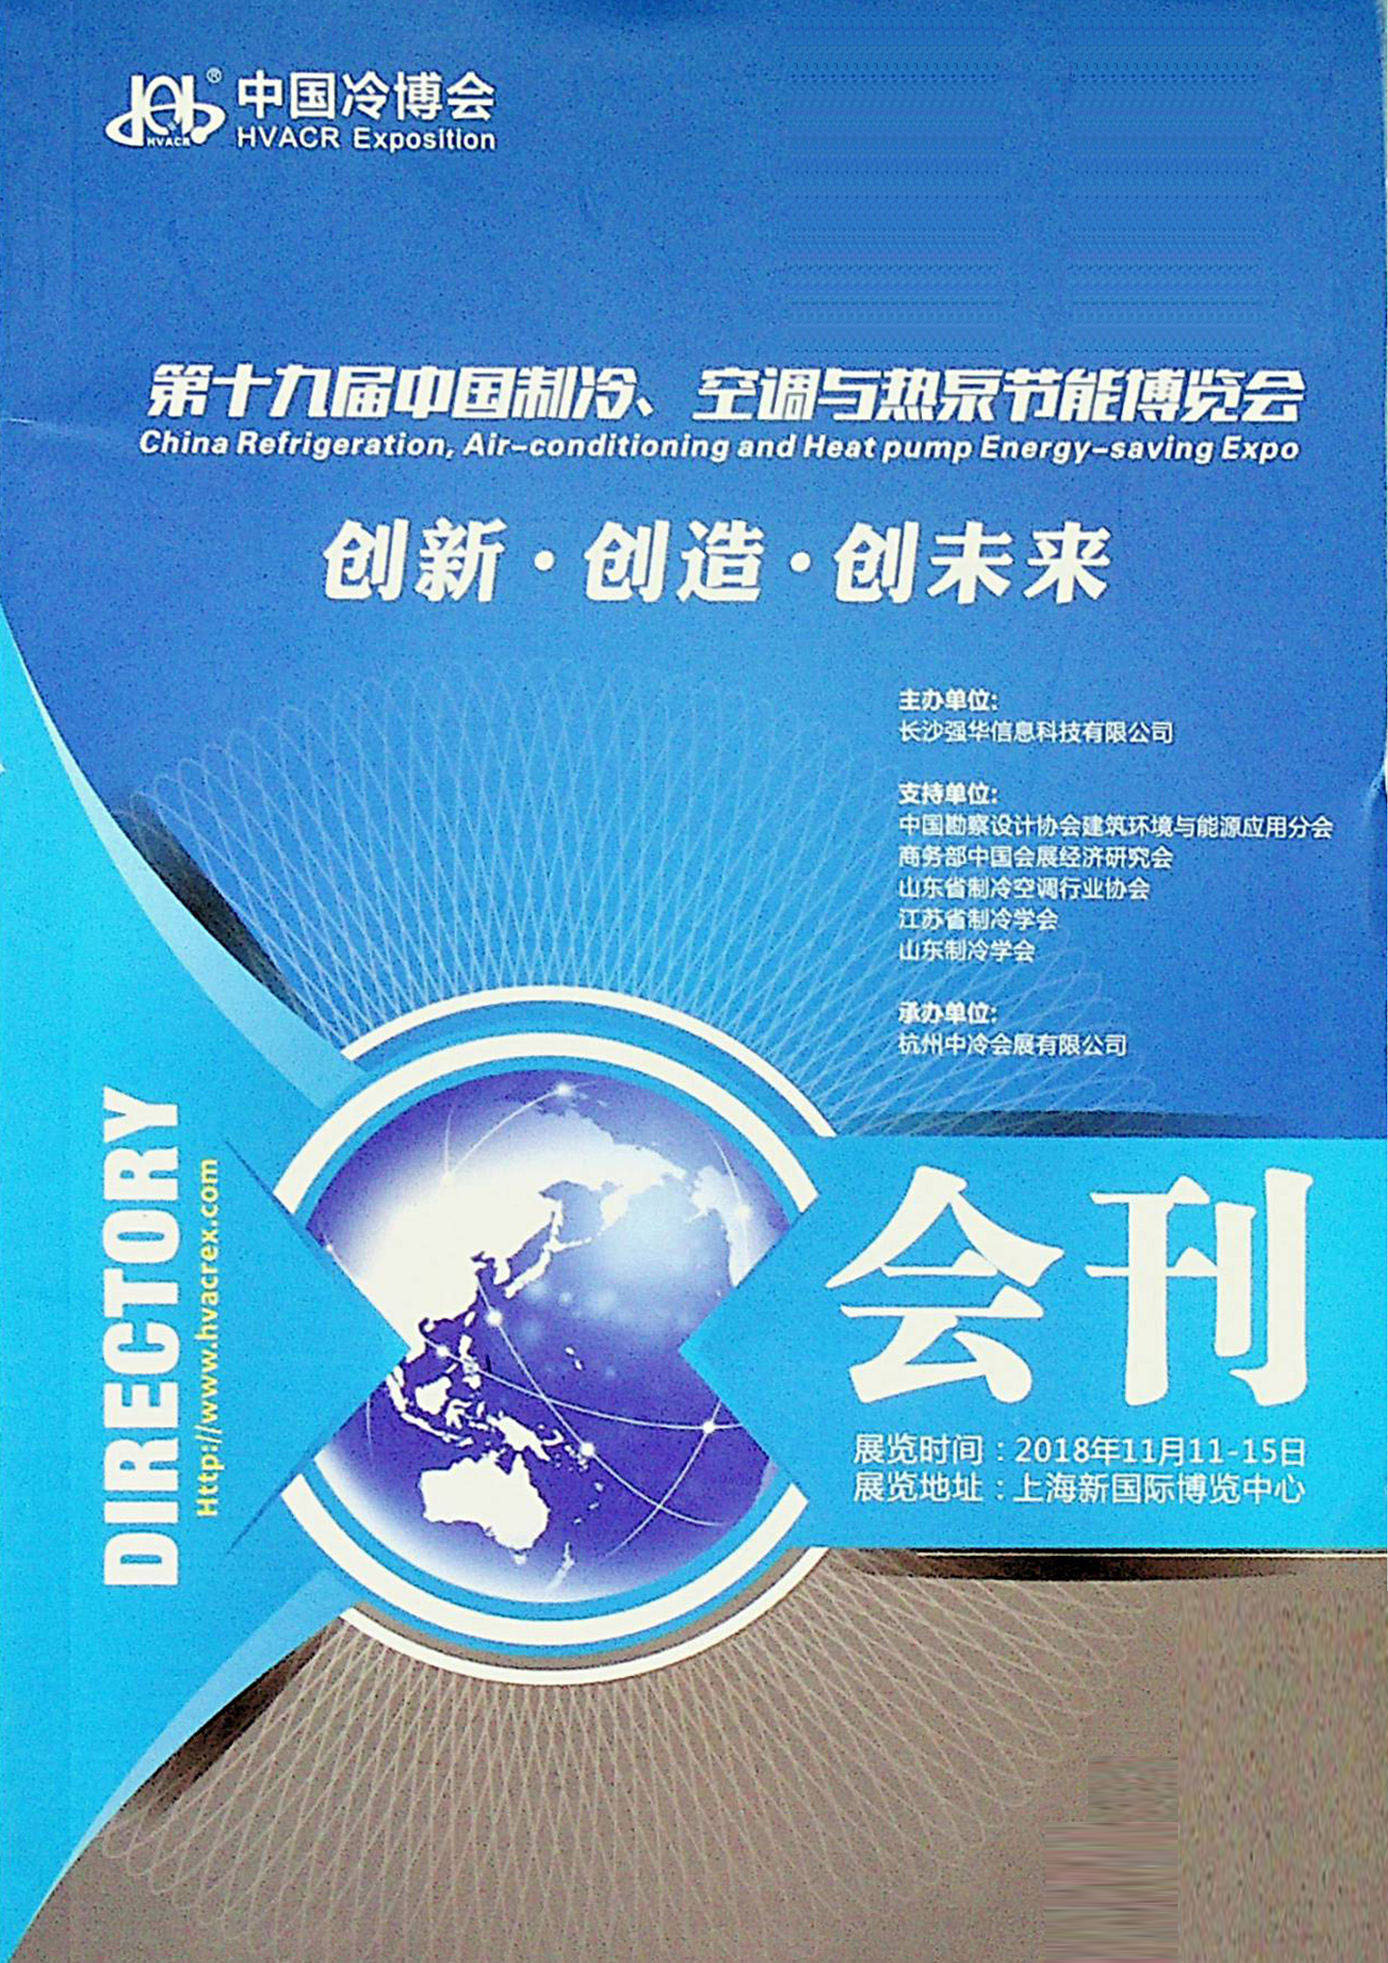 中国冷博会
HVACR Exposition
HVACR
第十九届中国制冷、空调与热泵节能博览会
China Refrigeration, Air-conditioning and Heat pump Energy-saving Expo
创新·创造·创未来
主办单位:
长沙强华信息科技有限公司
支持单位:
中国勘察设计协会建筑环境与能源应用分会
商务部中国会展经济研究会
山东省制冷空调行业协会
江苏省制冷学会
山东制冷学会
承办单位:
杭州中冷会展有限公司
DIRECTORY
Http://www.hvacrex.com
会刊
展览时间：2018年11月11-15日
展览地址：上海新国际博览中心